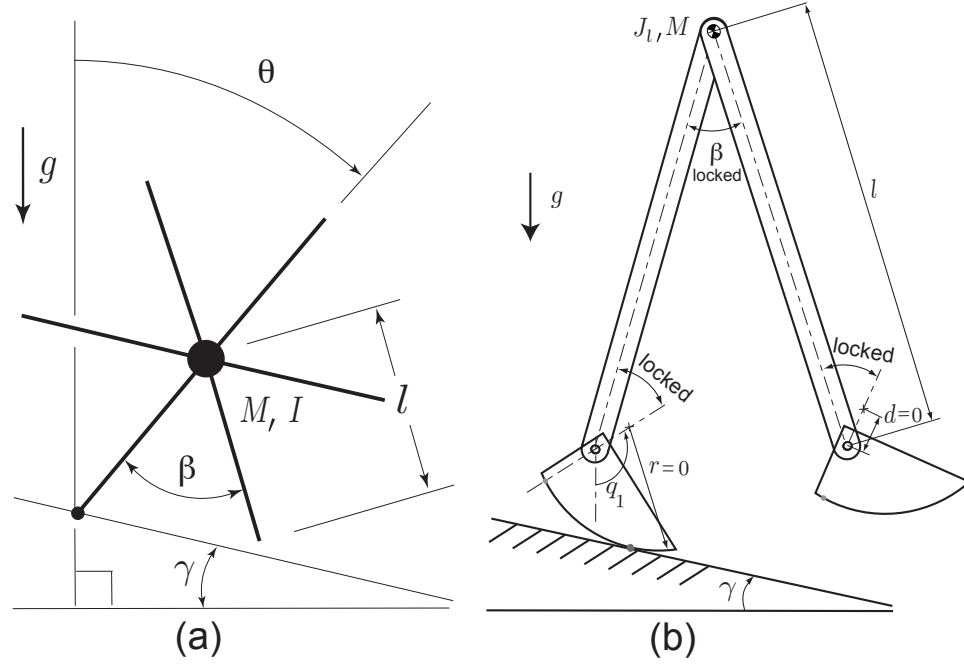 θ
g
M, I
l
β
γ
(a)
J_l, M
l
β
locked
g
locked
locked
d=0
r=0
q_1
γ
(b)